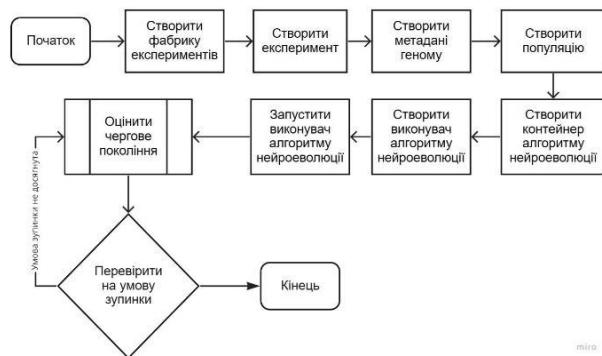 Початок
Створити
фабрику
експериментів
Створити
експеримент
Створити
метадані
геному
Створити
популяцію
Створити
контейнер
алгоритму
нейроеволюції
Створити
виконувач
алгоритму
нейроеволюції
Запустити
виконувач
алгоритму
нейроеволюції
Оцінити
чергове
покоління
Умова зупинки не досягнута
Перевірити
на умову
зупинки
Кінець
miro